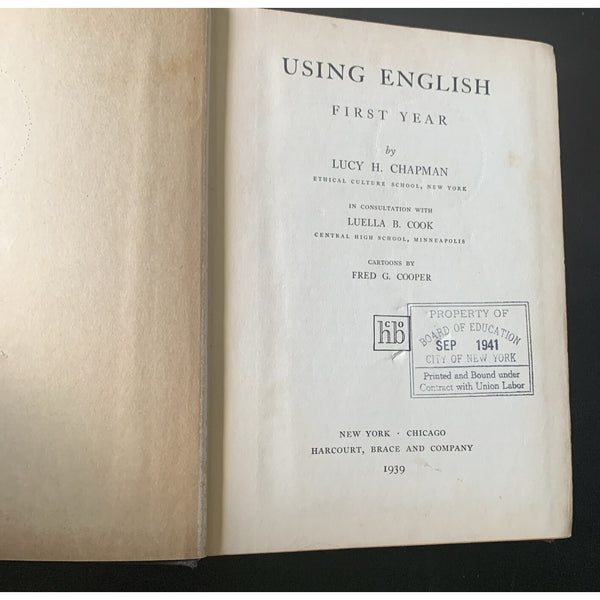 USING ENGLISH
FIRST YEAR
by
LUCY H. CHAPMAN
ETHICAL CULTURE SCHOOL, NEW YORK
IN CONSULTATION WITH
LUELLA B. COOK
CENTRAL HIGH SCHOOL, MINNEAPOLIS
CARTOONS BY
FRED G. COOPER
hb co
PROPERTY OF
BOARD OF EDUCATION
SEP 1941
CITY OF NEW YORK
Printed and Bound under
Contract with Union Labor
NEW YORK · CHICAGO
HARCOURT, BRACE AND COMPANY
1939